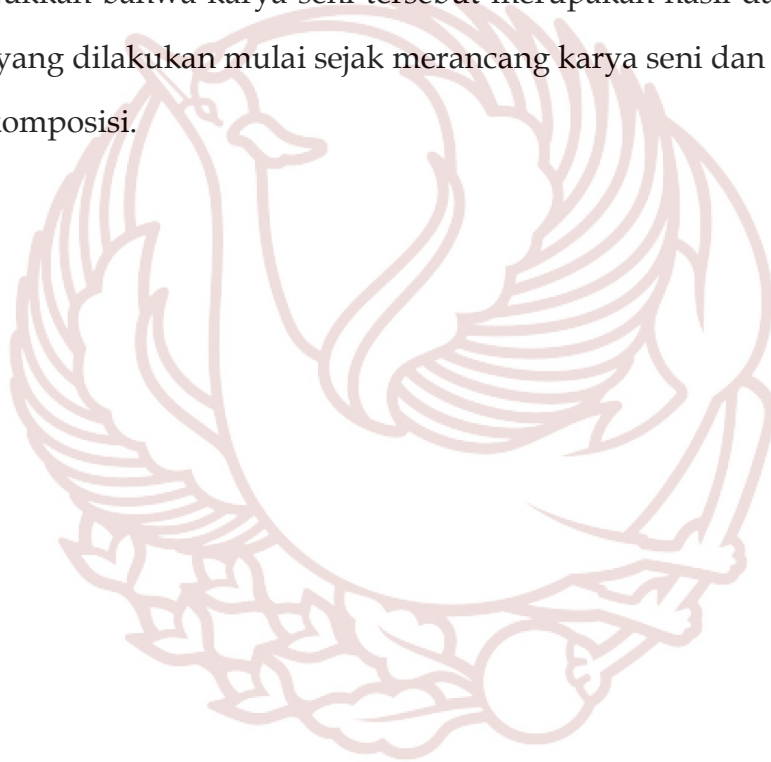 bahwa karya seni tersebut merupakan hasil
yang dilakukan mulai sejak merancang karya seni dan
komposisi.